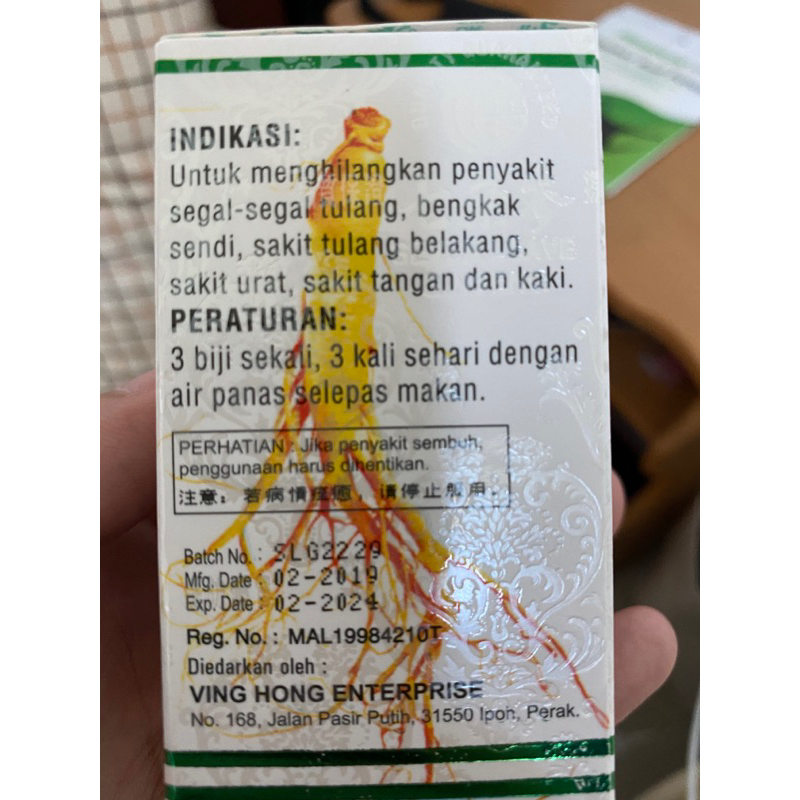 INDIKASI:
Untuk menghilangkan penyakit
segal-segal tulang, bengkak
sendi, sakit tulang belakang,
sakit urat, sakit tangan dan kaki.
PERATURAN:
3 biji sekali, 3 kali sehari dengan
air panas selepas makan.
PERHATIAN : Jika penyakit sembuh,
penggunaan harus dihentikan.
注意：若病情痊癒，请停止服用。
Batch No. : SLG2229
Mfg. Date : 02-2019
Exp. Date : 02-2024
Reg. No. : MAL19984210T
Diedarkan oleh :
VING HONG ENTERPRISE
No. 168, Jalan Pasir Putih, 31550 Ipoh, Perak.